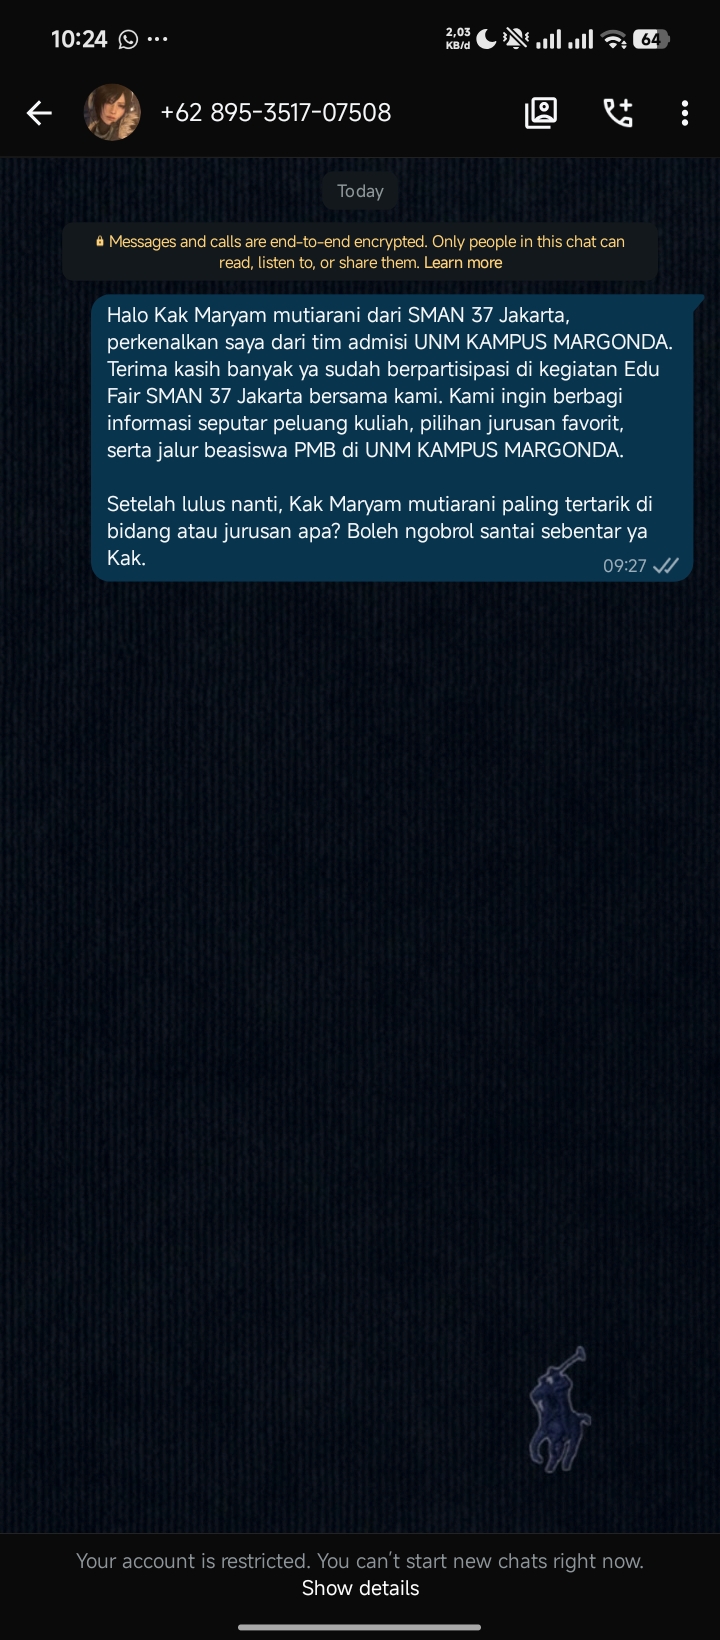 10:24
2,03
KB/d
64
+62 895-3517-07508
Today
Messages and calls are end-to-end encrypted. Only people in this chat can
read, listen to, or share them. Learn more
Halo Kak Maryam mutiarani dari SMAN 37 Jakarta,
perkenalkan saya dari tim admisi UNM KAMPUS MARGONDA.
Terima kasih banyak ya sudah berpartisipasi di kegiatan Edu
Fair SMAN 37 Jakarta bersama kami. Kami ingin berbagi
informasi seputar peluang kuliah, pilihan jurusan favorit,
serta jalur beasiswa PMB di UNM KAMPUS MARGONDA.
Setelah lulus nanti, Kak Maryam mutiarani paling tertarik di
bidang atau jurusan apa? Boleh ngobrol santai sebentar ya
Kak.
09:27
Your account is restricted. You can't start new chats right now.
Show details